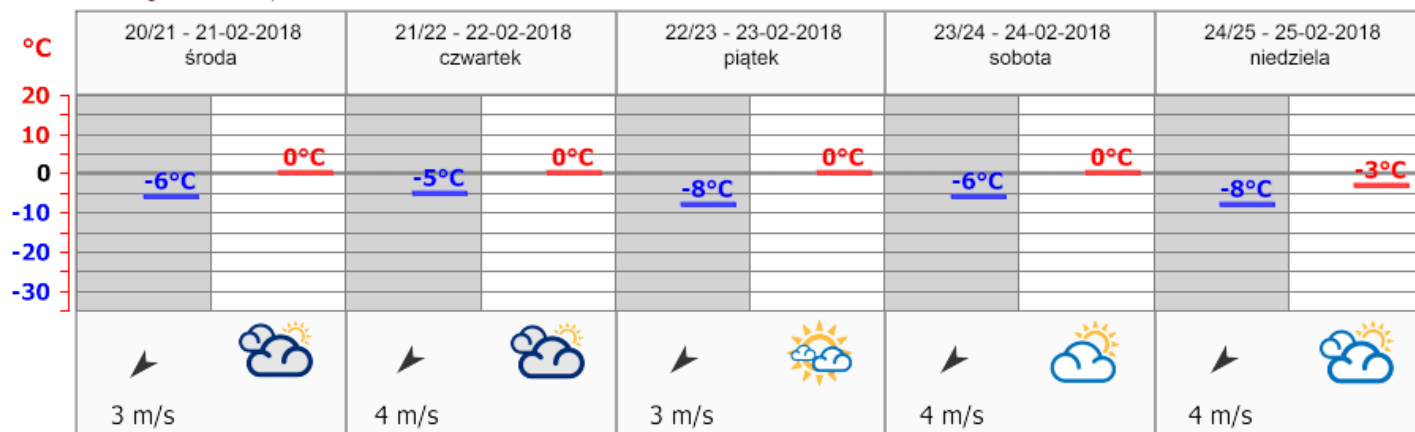 °C
20/21 - 21-02-2018
środa
21/22 - 22-02-2018
czwartek
22/23 - 23-02-2018
piątek
23/24 - 24-02-2018
sobota
24/25 - 25-02-2018
niedziela
20
10
0
-10
-20
-30
-6°C
0°C
-5°C
0°C
-8°C
0°C
-6°C
0°C
-8°C
-3°C
3 m/s
4 m/s
3 m/s
4 m/s
4 m/s